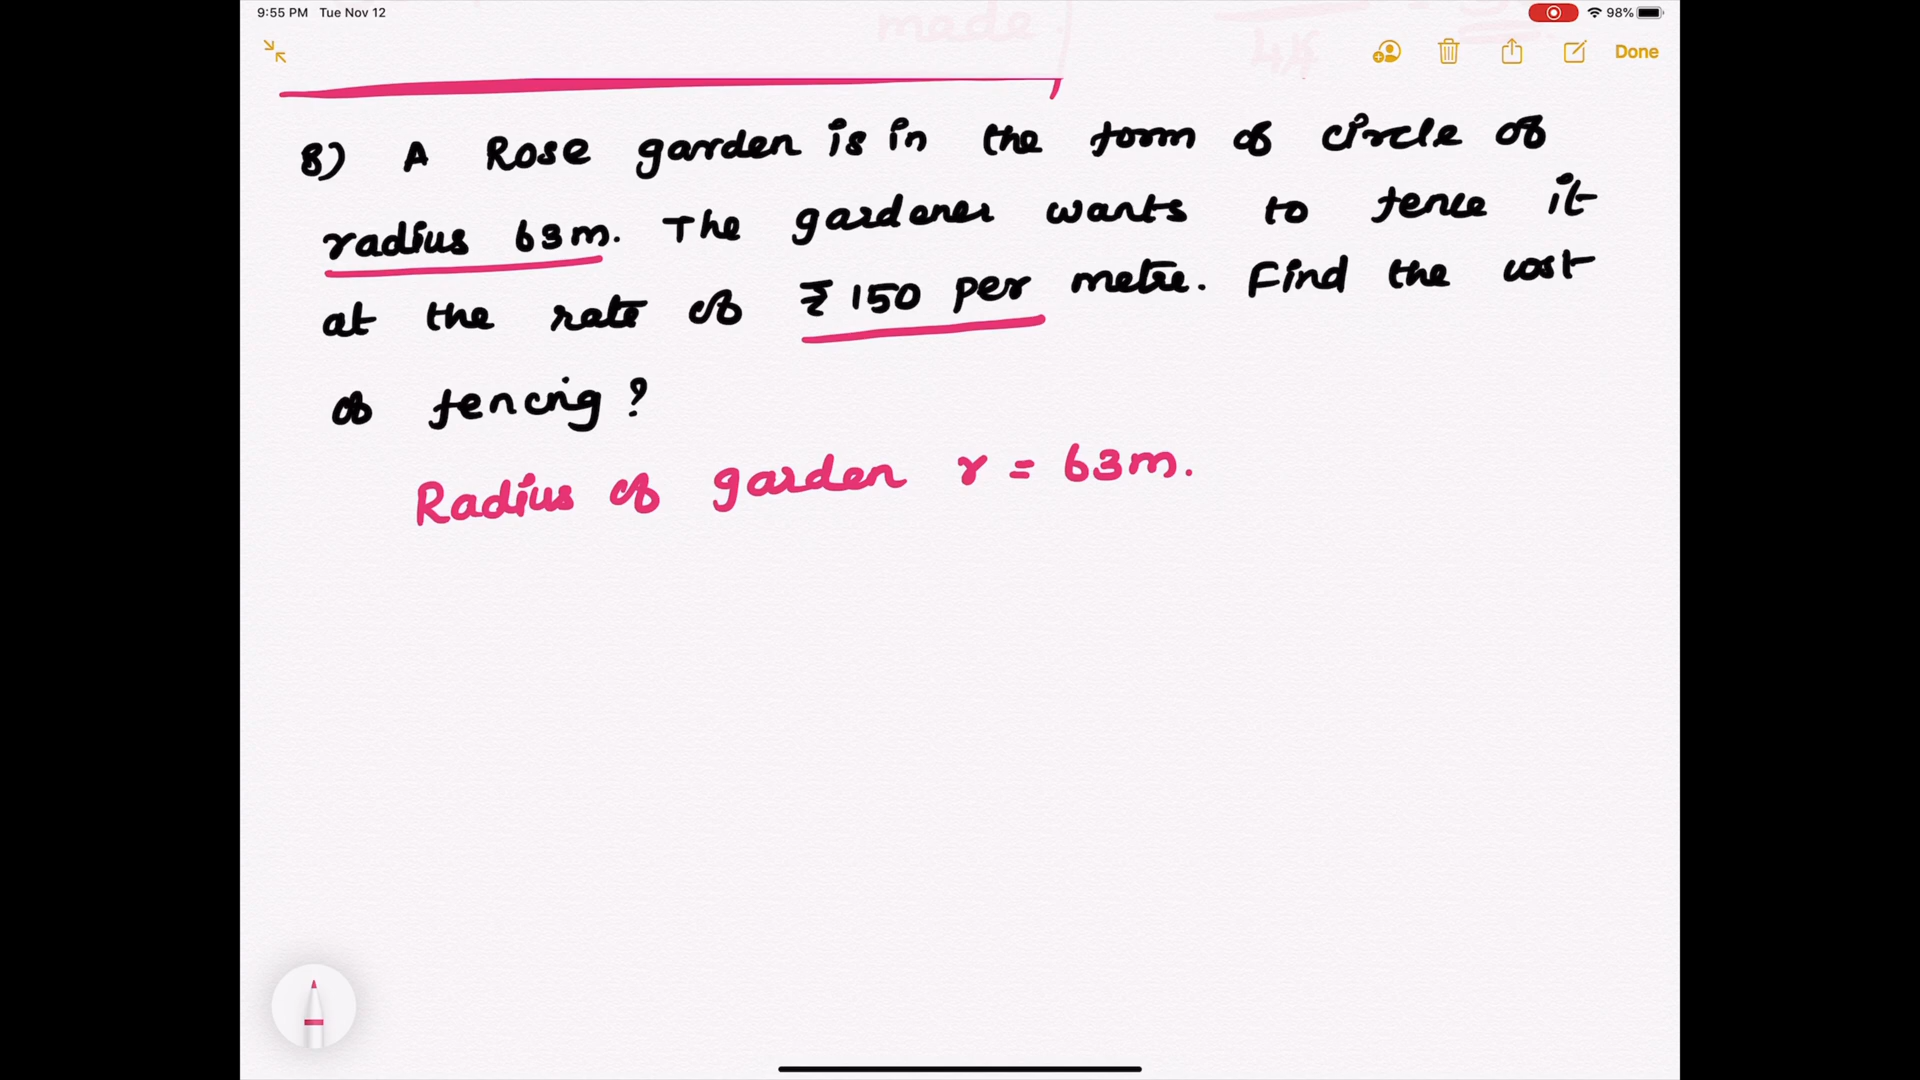 9:55 PM Tue Nov 12
98%
made
44
Done
8) A Rose garden is in the form of circle of
radius 63m. The gardener wants to fence it
at the rate of ₹ 150 per metre. Find the cost
of fencing ?
Radius of garden r = 63m.